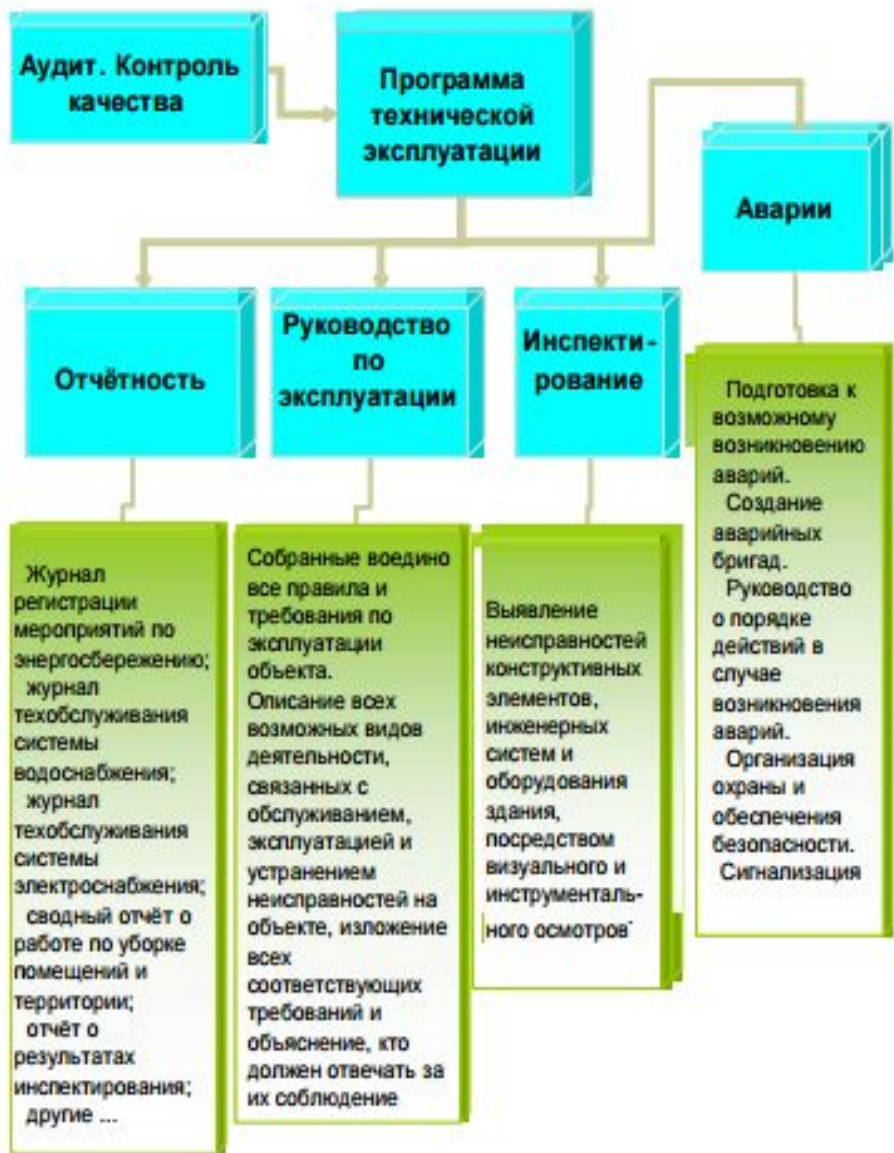 Аудит. Контроль
качества
Программа
технической
эксплуатации
Аварии
Отчётность
Руководство
по
эксплуатации
Инспекти -
рование
Журнал
регистрации
мероприятий по
энергосбережению;
журнал
техобслуживания
системы
водоснабжения;
журнал
техобслуживания
системы
электроснабжения;
сводный отчёт о
работе по уборке
помещений и
территории;
отчёт о
результатах
инспектирования;
другие ...
Собранные воедино
все правила и
требования по
эксплуатации
объекта.
Описание всех
возможных видов
деятельности,
связанных с
обслуживанием,
эксплуатацией и
устранением
неисправностей на
объекте, изложение
всех
соответствующих
требований и
объяснение, кто
должен отвечать за
их соблюдение
Выявление
неисправностей
конструктивных
элементов,
инженерных
систем и
оборудования
здания,
посредством
визуального и
инструменталь-
ного осмотров
Подготовка к
возможному
возникновению
аварий.
Создание
аварийных
бригад.
Руководство
о порядке
действий в
случае
возникновения
аварий.
Организация
охраны и
обеспечения
безопасности.
Сигнализация